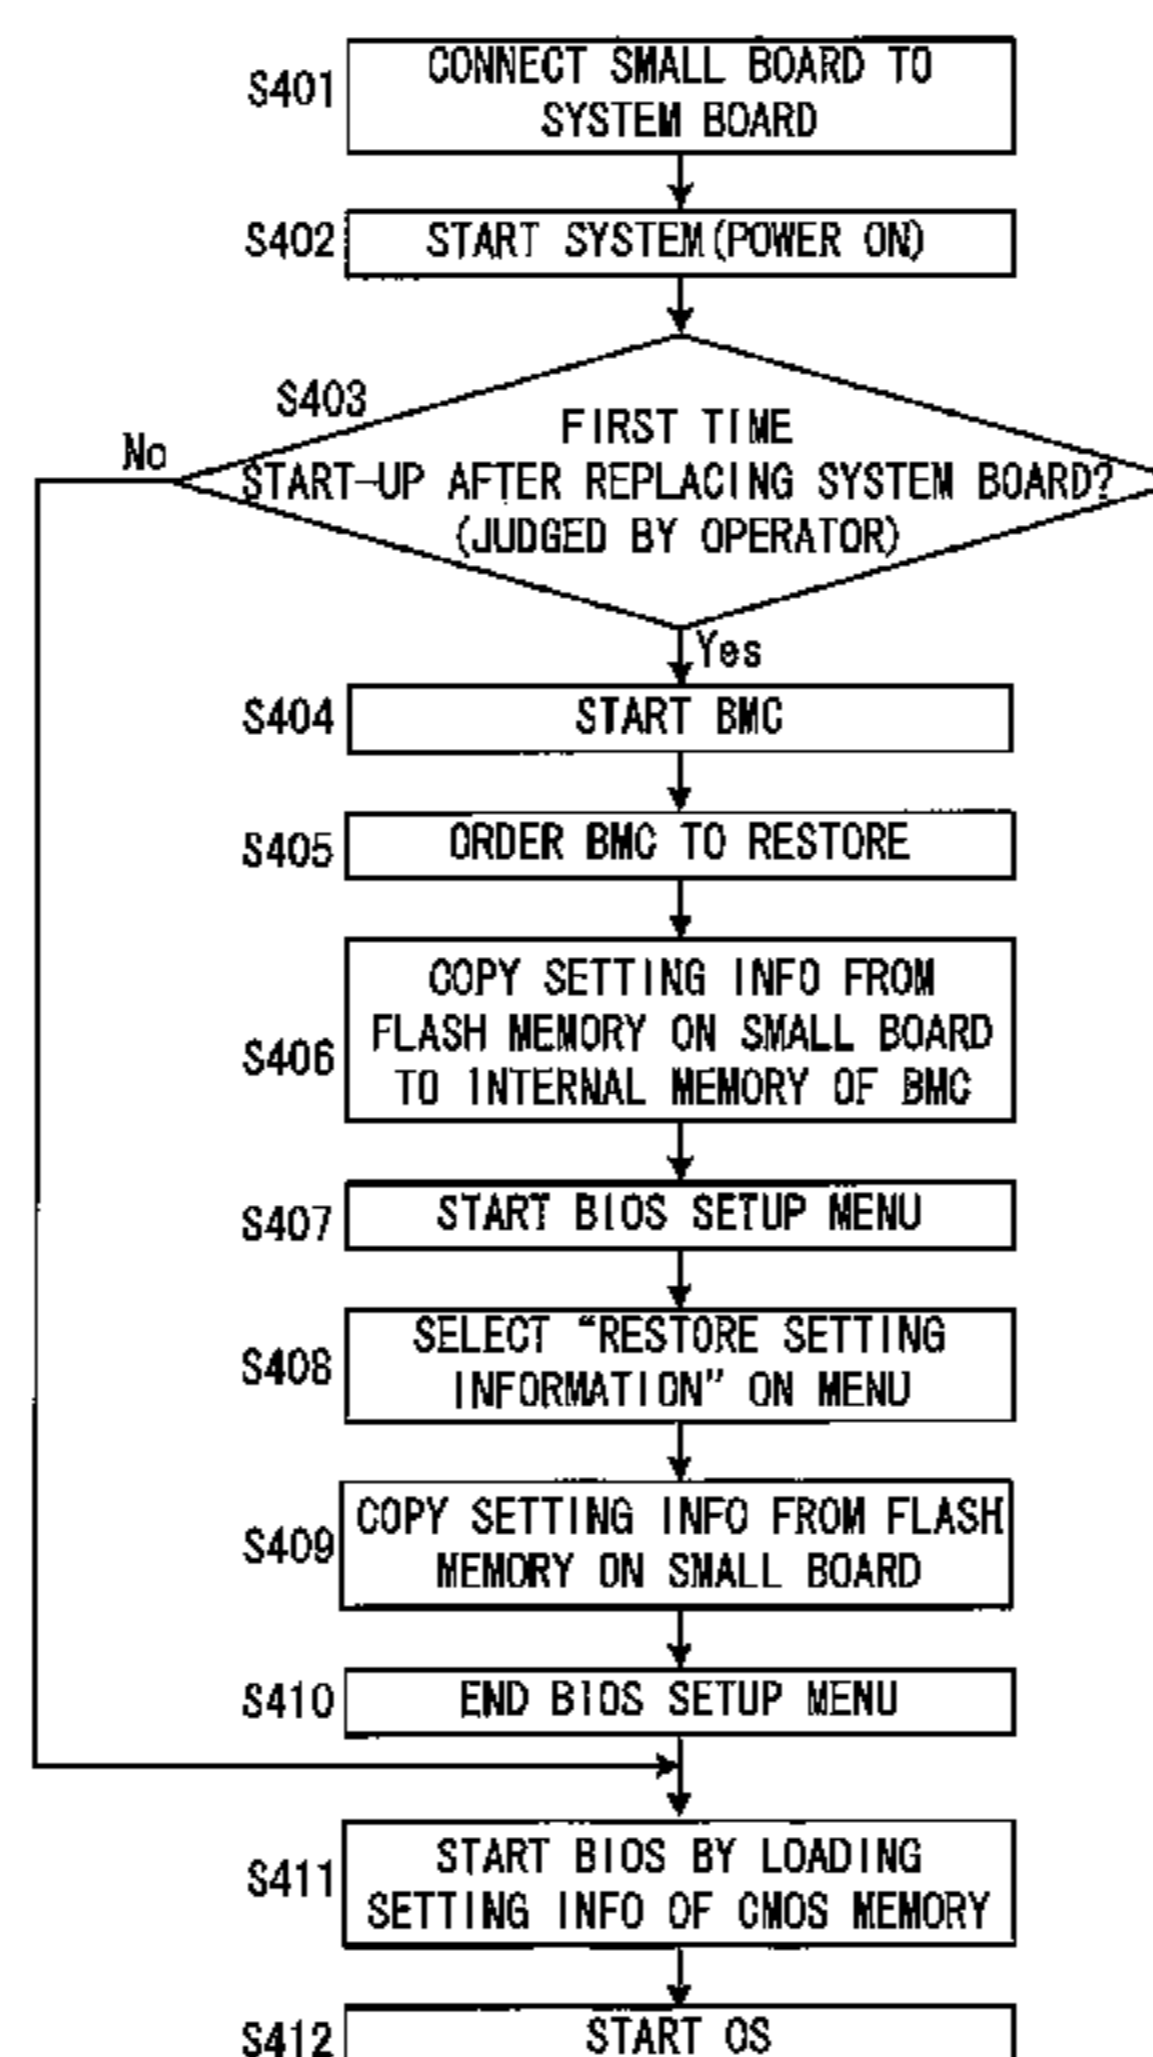 S401
CONNECT SMALL BOARD TO
SYSTEM BOARD
S402
START SYSTEM(POWER ON)
S403
No
FIRST TIME
START-UP AFTER REPLACING SYSTEM BOARD?
(JUDGED BY OPERATOR)
Yes
S404
START BMC
S405
ORDER BMC TO RESTORE
S406
COPY SETTING INFO FROM
FLASH MEMORY ON SMALL BOARD
TO INTERNAL MEMORY OF BMC
S407
START BIOS SETUP MENU
S408
SELECT “RESTORE SETTING
INFORMATION” ON MENU
S409
COPY SETTING INFO FROM FLASH
MEMORY ON SMALL BOARD
S410
END BIOS SETUP MENU
S411
START BIOS BY LOADING
SETTING INFO OF CMOS MEMORY
S412
START OS